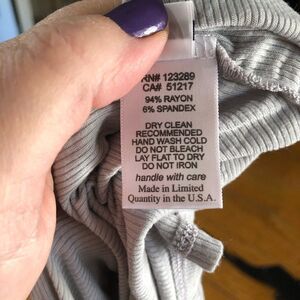 RN# 123289
CA# 51217
94% RAYON
6% SPANDEX
DRY CLEAN
RECOMMENDED
HAND WASH COLD
DO NOT BLEACH
LAY FLAT TO DRY
DO NOT IRON
handle with care
Made in Limited
Quantity in the U.S.A.